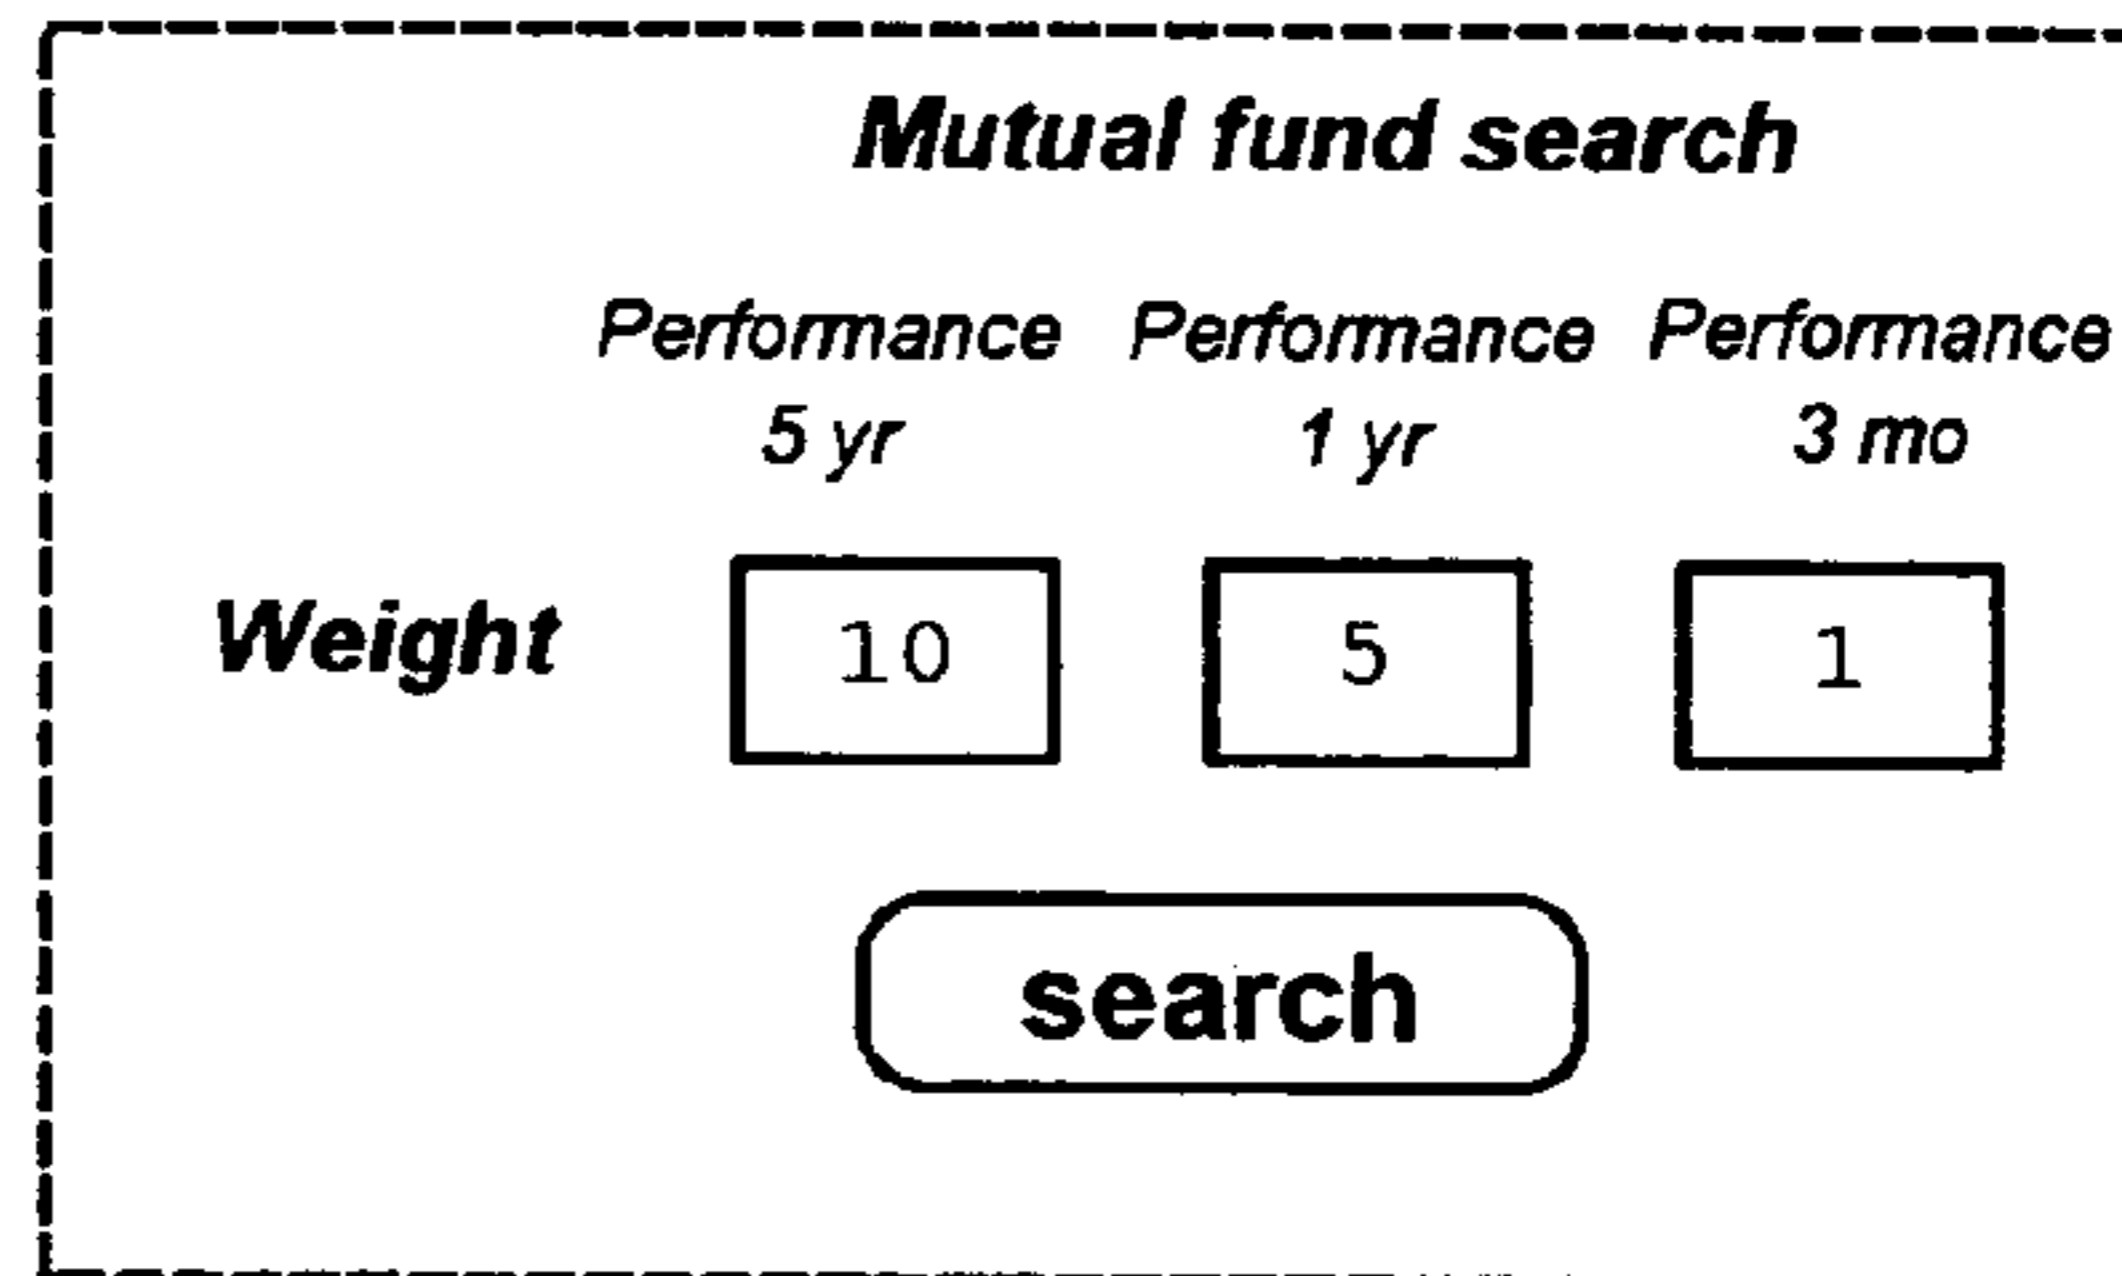 Mutual fund search
Performance Performance Performance
5 yr 1 yr 3 mo
Weight 10 5 1
search